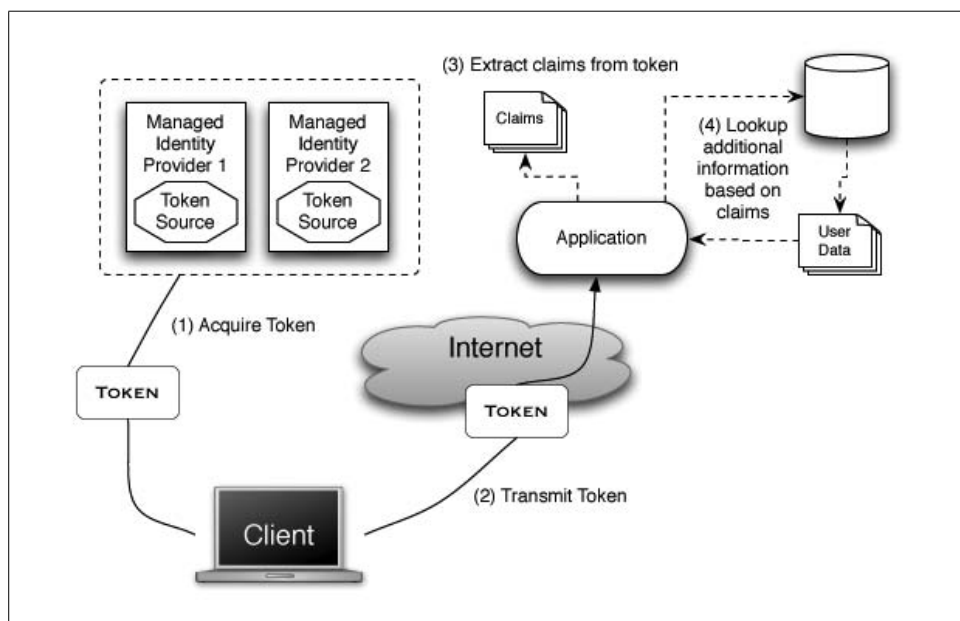 (3) Extract claims from token
Managed
Identity
Provider 1
Token
Source
Managed
Identity
Provider 2
Token
Source
Claims
(4) Lookup
additional
information
based on
claims
Application
User
Data
(1) Acquire Token
Internet
TOKEN
TOKEN
(2) Transmit Token
Client